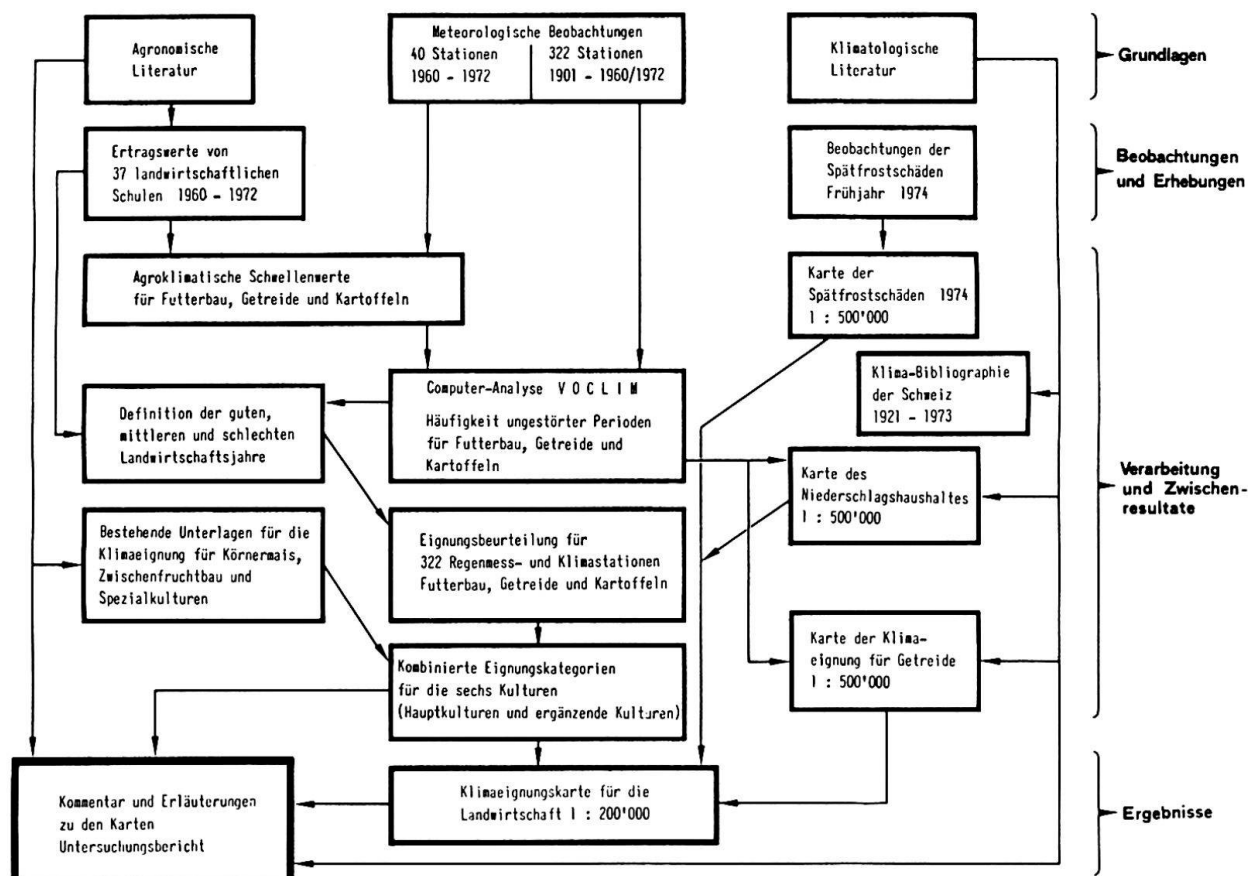 Agronomische
Literatur
Meteorologische Beobachtungen
40 Stationen
1960 - 1972
322 Stationen
1901 - 1960/1972
Klimatologische
Literatur
Grundlagen
Ertragswerte von
37 landwirtschaftlichen
Schulen 1960 - 1972
Beobachtungen der
Spätfrostschäden
Frühjahr 1974
Beobachtungen
und Erhebungen
Agroklimatische Schwellenwerte
für Futterbau, Getreide und Kartoffeln
Karte der
Spätfrostschäden 1974
1 : 500'000
Klima-Bibliographie
der Schweiz
1921 - 1973
Computer-Analyse V O C L I M
Häufigkeit ungestörter Perioden
für Futterbau, Getreide und
Kartoffeln
Definition der guten,
mittleren und schlechten
Landwirtschaftsjahre
Karte des
Niederschlagshaushaltes
1 : 500'000
Verarbeitung
und Zwischen-
resultate
Bestehende Unterlagen für die
Klimaeignung für Körnermais,
Zwischenfruchtbau und
Spezialkulturen
Eignungsbeurteilung für
322 Regenmess- und Klimastationen
Futterbau, Getreide und Kartoffeln
Karte der Klima-
eignung für Getreide
1 : 500'000
Kombinierte Eignungskategorien
für die sechs Kulturen
(Hauptkulturen und ergänzende Kulturen)
Kommentar und Erläuterungen
zu den Karten
Untersuchungsbericht
Klimaeignungskarte für die
Landwirtschaft 1 : 200'000
Ergebnisse